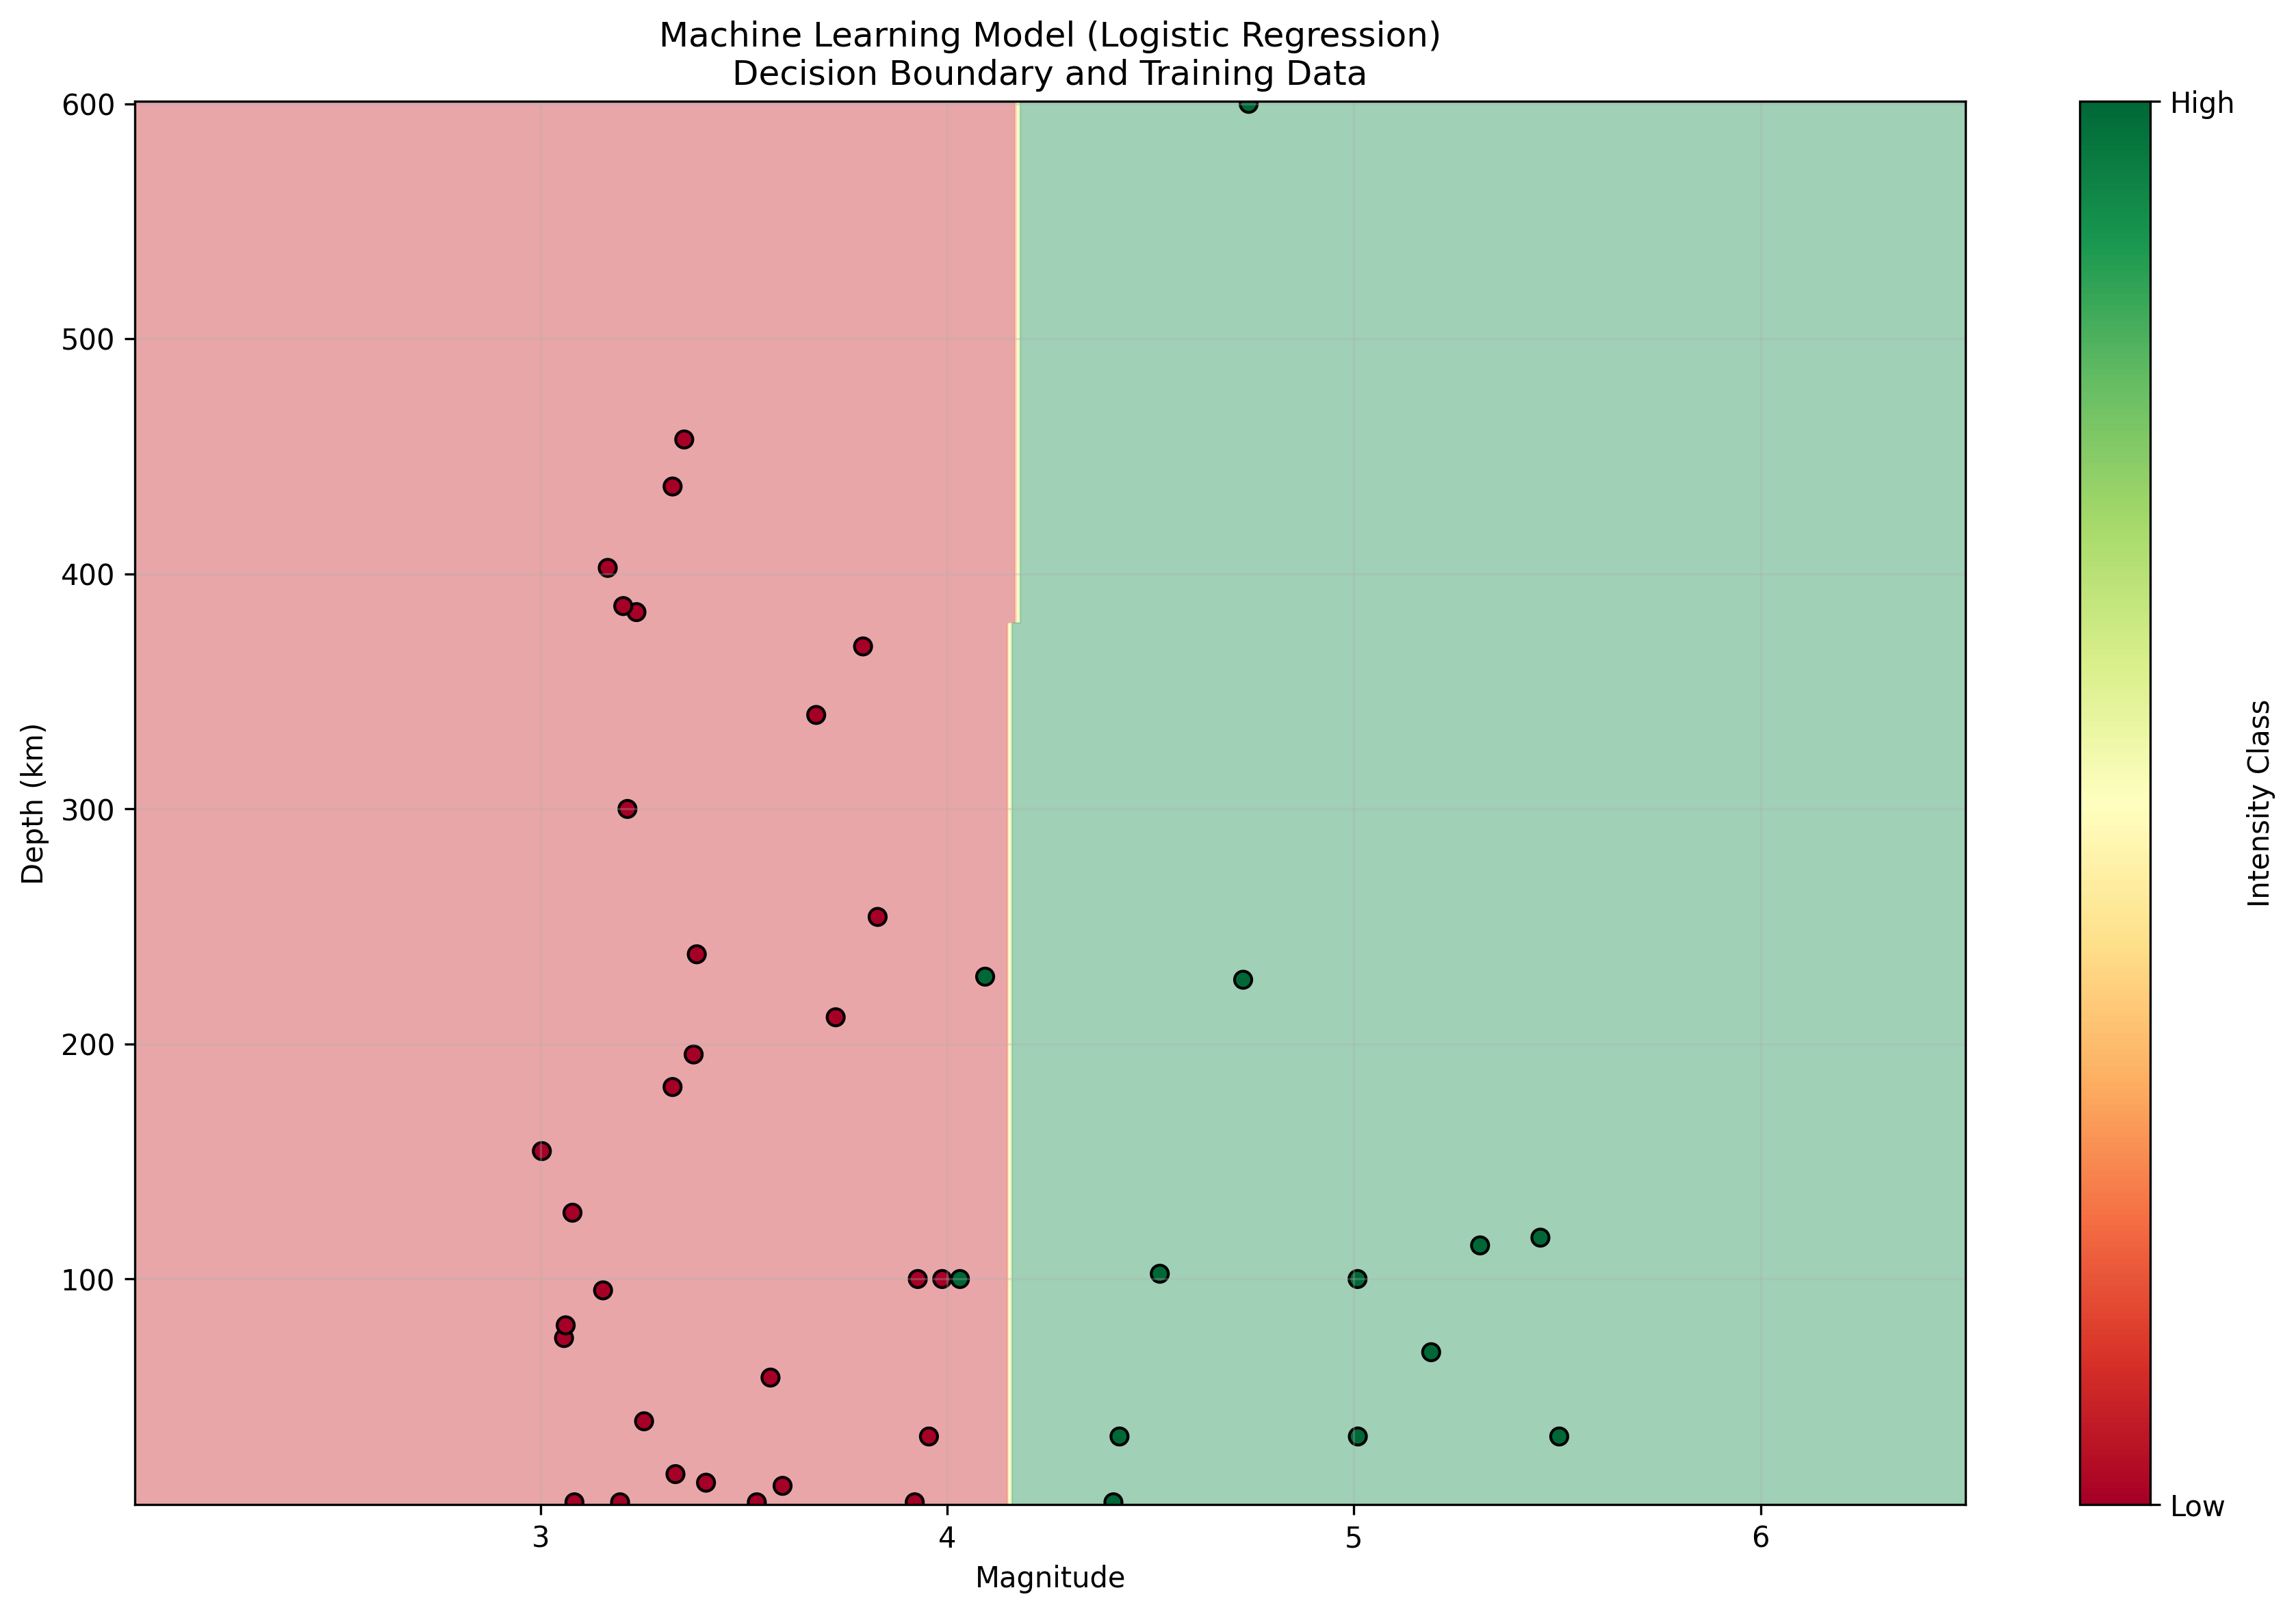 Machine Learning Model (Logistic Regression)
Decision Boundary and Training Data
600
500
400
300
200
100
Depth (km)
3 4 5 6
Magnitude
High
Low
Intensity Class